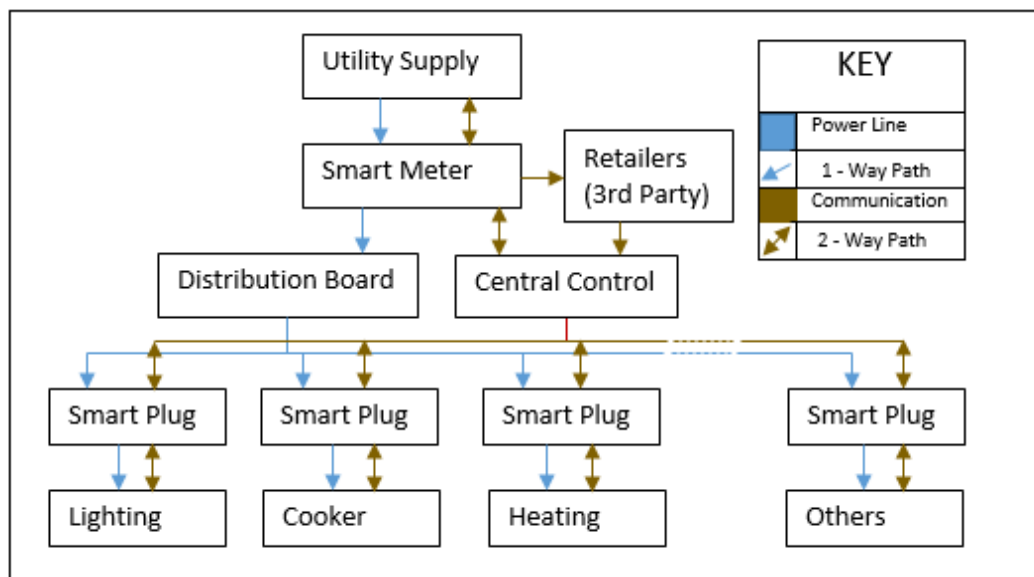 Utility Supply
KEY
Power Line
1 - Way Path
Communication
2 - Way Path
Smart Meter
Retailers
(3rd Party)
Distribution Board
Central Control
Smart Plug
Smart Plug
Smart Plug
Smart Plug
Lighting
Cooker
Heating
Others